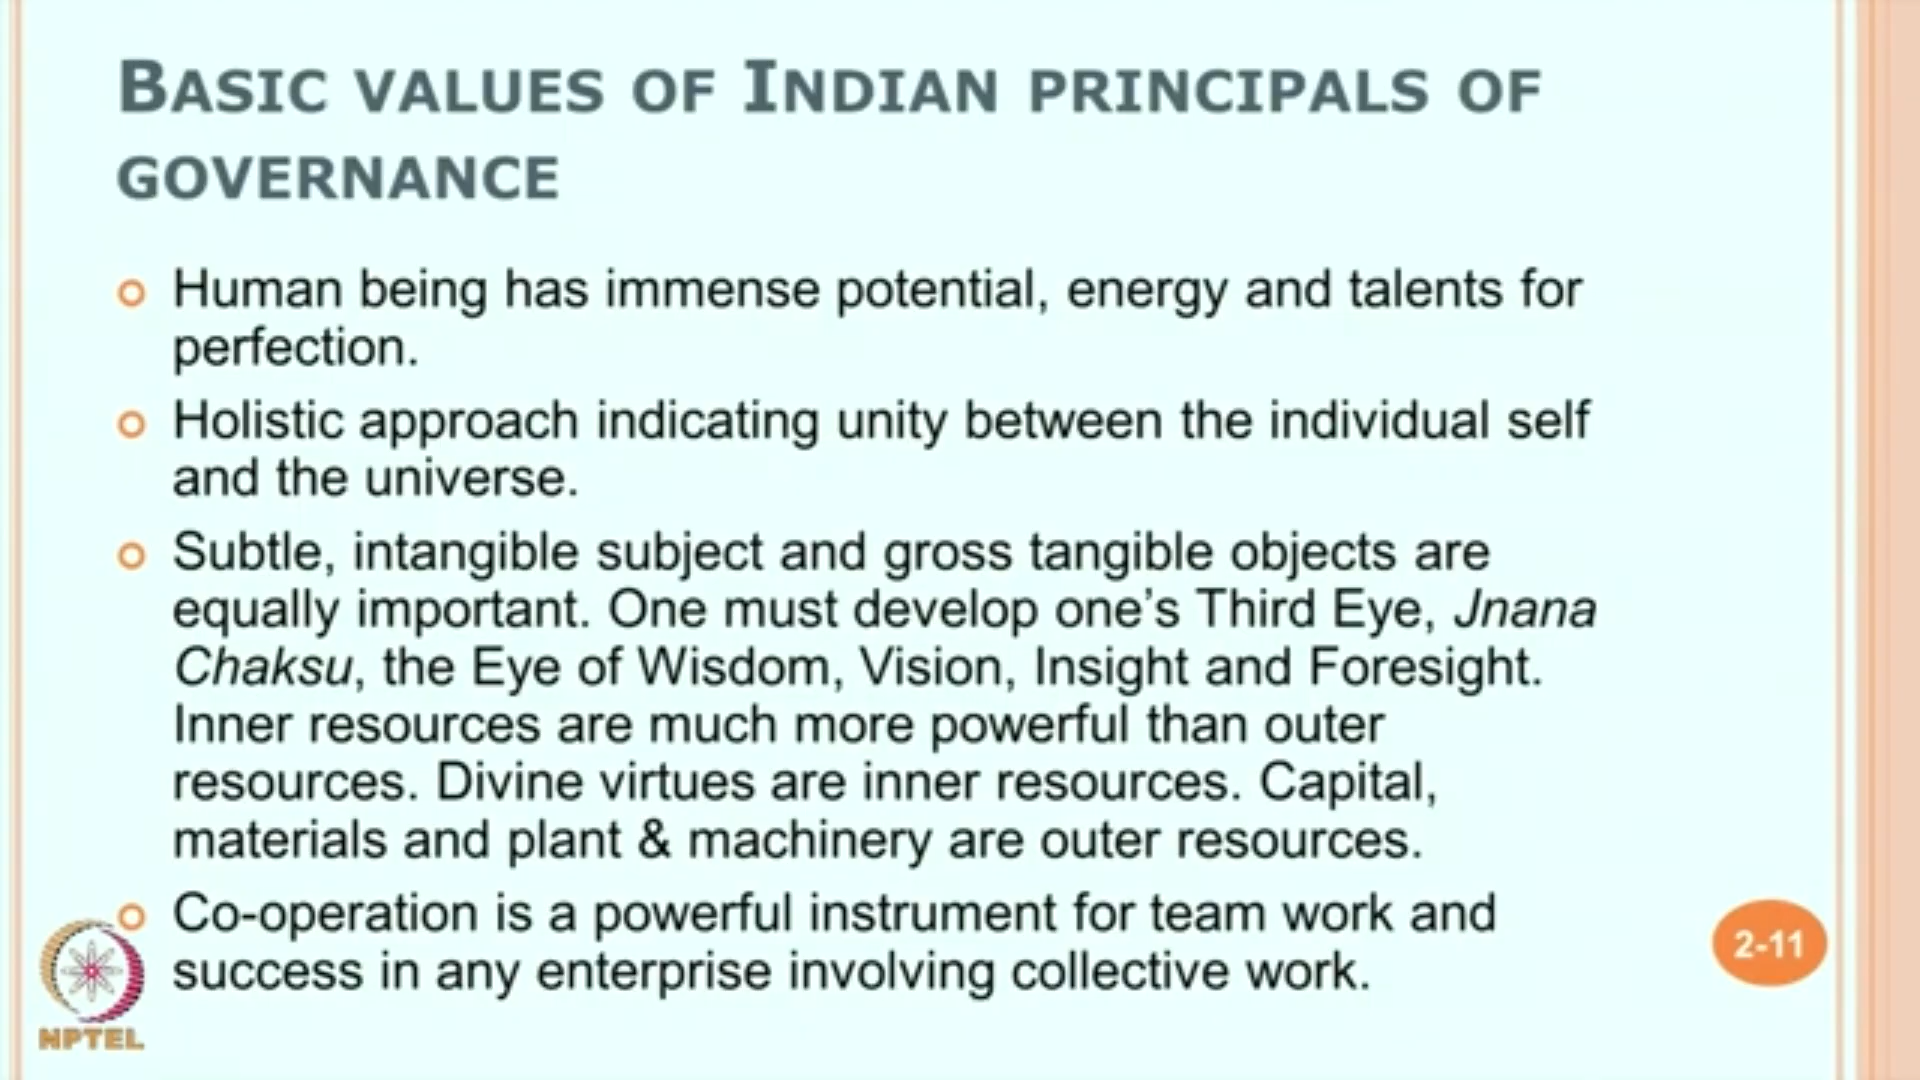 BASIC VALUES OF INDIAN PRINCIPALS OF
GOVERNANCE
Human being has immense potential, energy and talents for
perfection.
Holistic approach indicating unity between the individual self
and the universe.
Subtle, intangible subject and gross tangible objects are
equally important. One must develop one’s Third Eye, Jnana
Chaksu, the Eye of Wisdom, Vision, Insight and Foresight.
Inner resources are much more powerful than outer
resources. Divine virtues are inner resources. Capital,
materials and plant & machinery are outer resources.
Co-operation is a powerful instrument for team work and
success in any enterprise involving collective work.
2-11
NPTEL